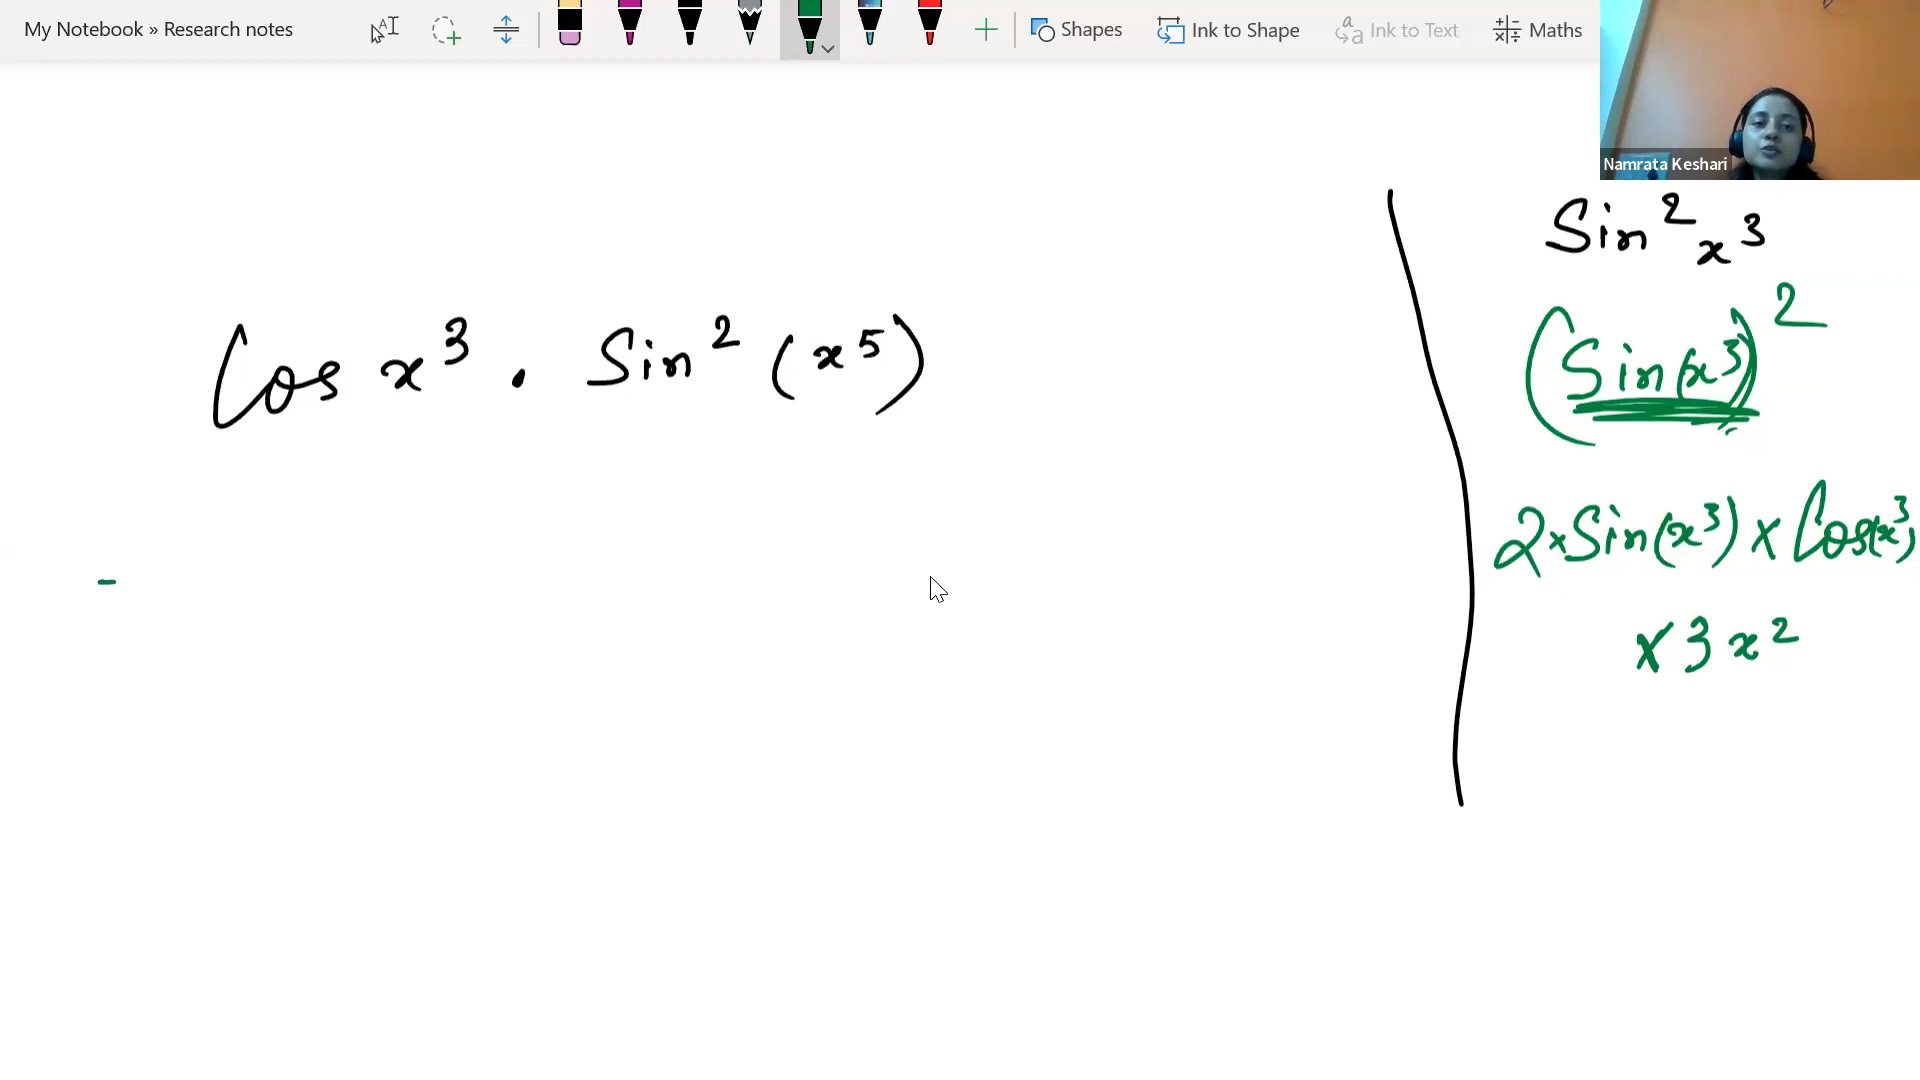 My Notebook » Research notes
Shapes
Ink to Shape
Ink to Text
Maths
Namrata Keshari
Cos x³ . Sin² (x⁵)
-
Sin² x³
(Sin(x³))²
2×Sin(x³) × Cos(x³)
× 3x²